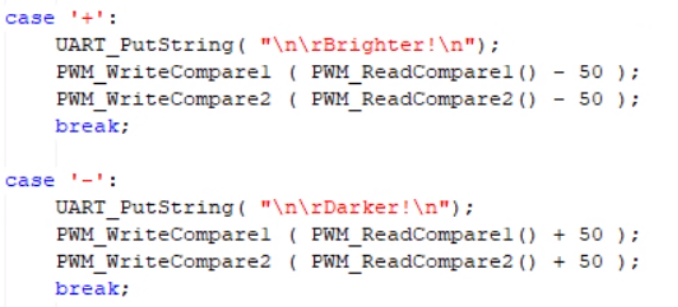 case '+':
UART_PutString( "\n\rBrighter!\n");
PWM_WriteCompare1 ( PWM_ReadCompare1() - 50 );
PWM_WriteCompare2 ( PWM_ReadCompare2() - 50 );
break;
case '-':
UART_PutString( "\n\rDarker!\n");
PWM_WriteCompare1 ( PWM_ReadCompare1() + 50 );
PWM_WriteCompare2 ( PWM_ReadCompare2() + 50 );
break;